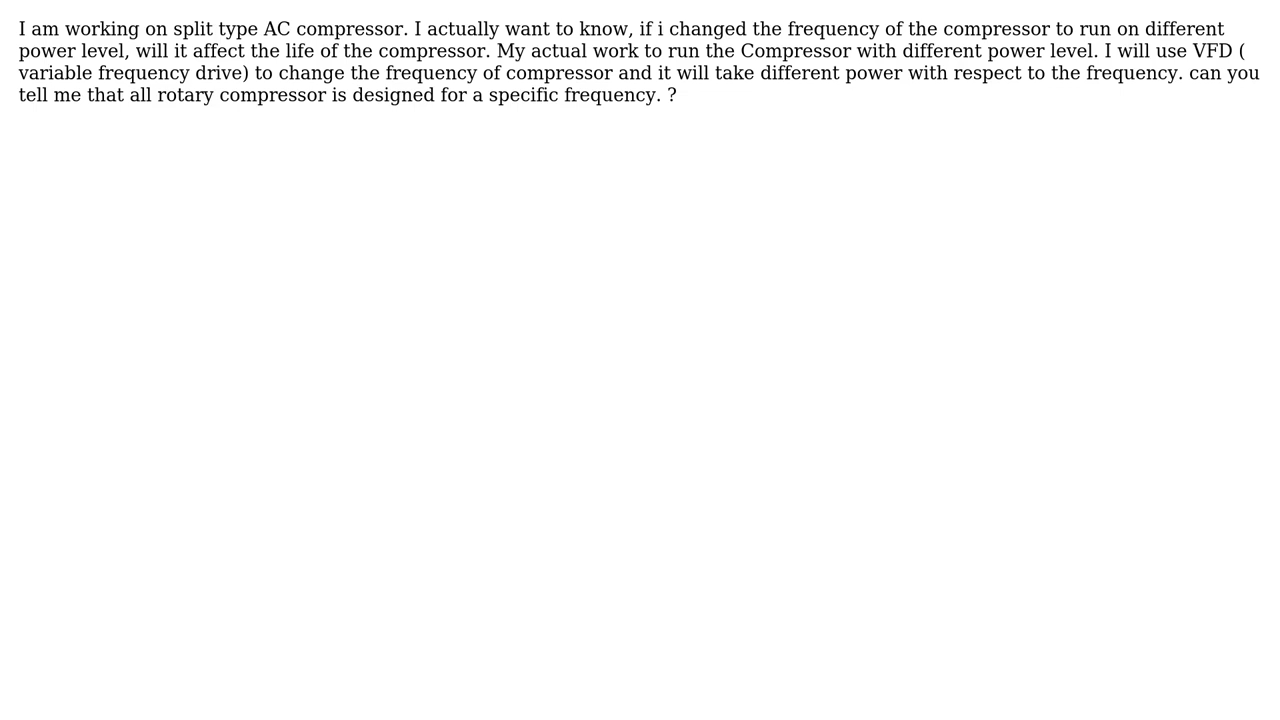 I am working on split type AC compressor. I actually want to know, if i changed the frequency of the compressor to run on different
power level, will it affect the life of the compressor. My actual work to run the Compressor with different power level. I will use VFD (
variable frequency drive) to change the frequency of compressor and it will take different power with respect to the frequency. can you
tell me that all rotary compressor is designed for a specific frequency. ?